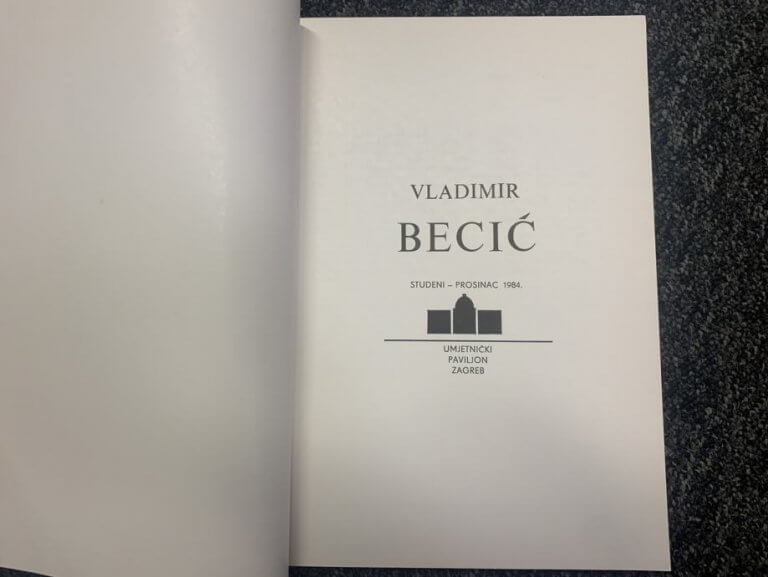 VLADIMIR
BECIĆ
STUDENI – PROSINAC 1984.
UMJETNIČKI
PAVILJON
ZAGREB